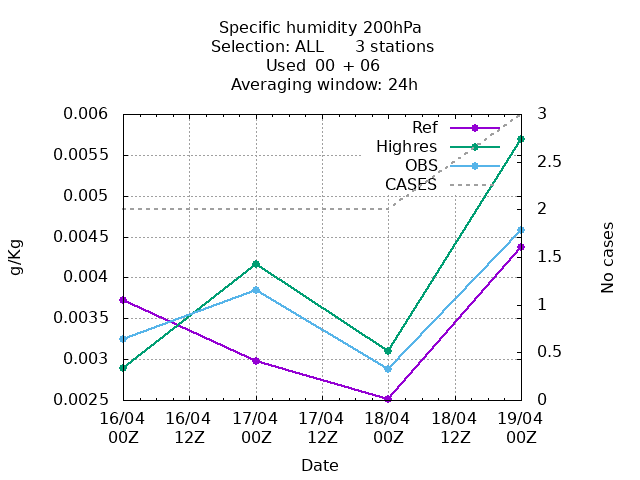 Specific humidity 200hPa
Selection: ALL 3 stations
Used 00 + 06
Averaging window: 24h
0.006
0.0055
0.005
0.0045
0.004
0.0035
0.003
0.0025
g/Kg
Ref
Highres
OBS
CASES
3
2.5
2
1.5
1
0.5
0
No cases
16/04 16/04 17/04 17/04 18/04 18/04 19/04
00Z 12Z 00Z 12Z 00Z 12Z 00Z
Date